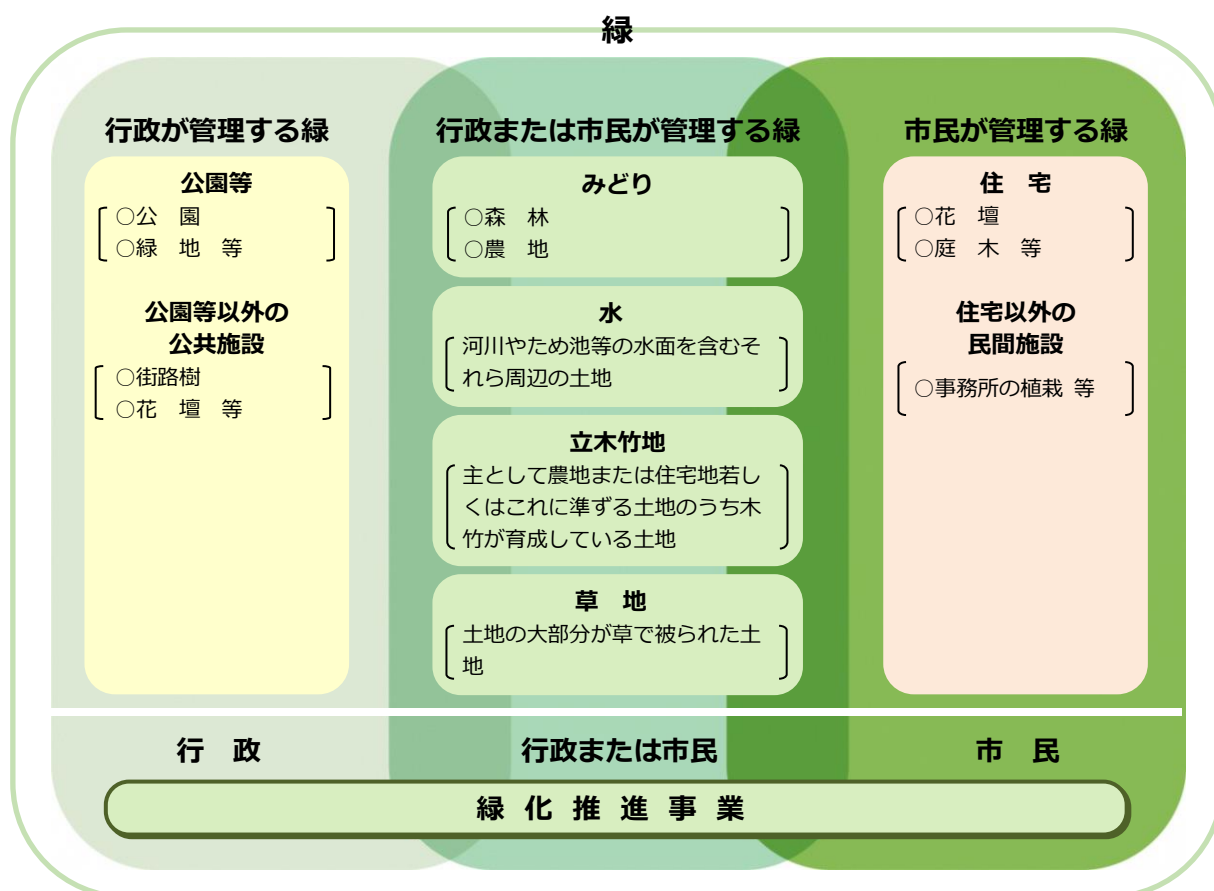 緑
行政が管理する緑
公園等
○公　園
○緑　地　等
公園等以外の
公共施設
○街路樹
○花　壇　等
行政または市民が管理する緑
みどり
○森　林
○農　地
水
河川やため池等の水面を含むそ
れら周辺の土地
立木竹地
主として農地または住宅地若し
くはこれに準ずる土地のうち木
竹が育成している土地
草　地
土地の大部分が草で被られた土
地
市民が管理する緑
住　宅
○花　壇
○庭　木　等
住宅以外の
民間施設
○事務所の植栽 等
行　政
行政または市民
市　民
緑 化 推 進 事 業